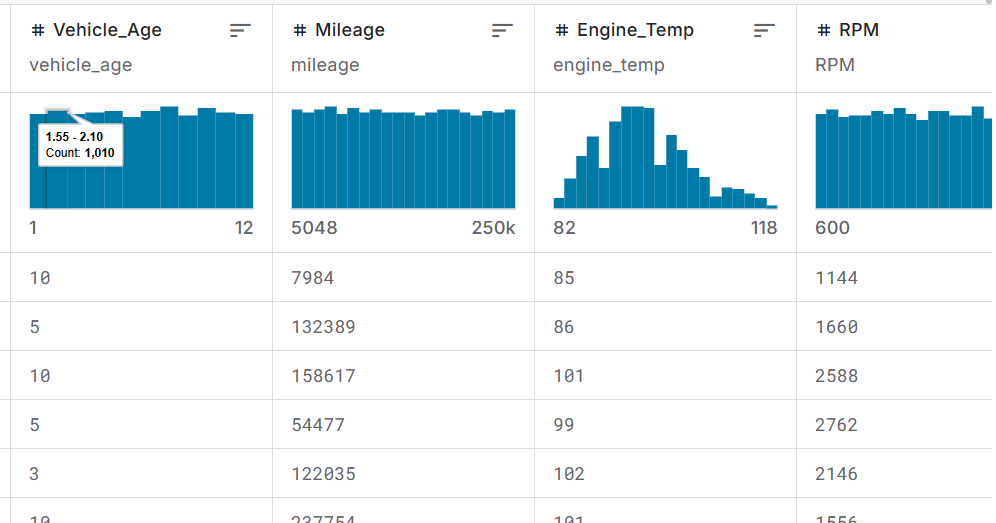 # Vehicle_Age # Mileage # Engine_Temp # RPM
vehicle_age mileage engine_temp RPM
1.55 - 2.10
Count: 1,010
1 12 5048 250k 82 118 600
10 7984 85 1144
5 132389 86 1660
10 158617 101 2588
5 54477 99 2762
3 122035 102 2146
10 237754 101 1556